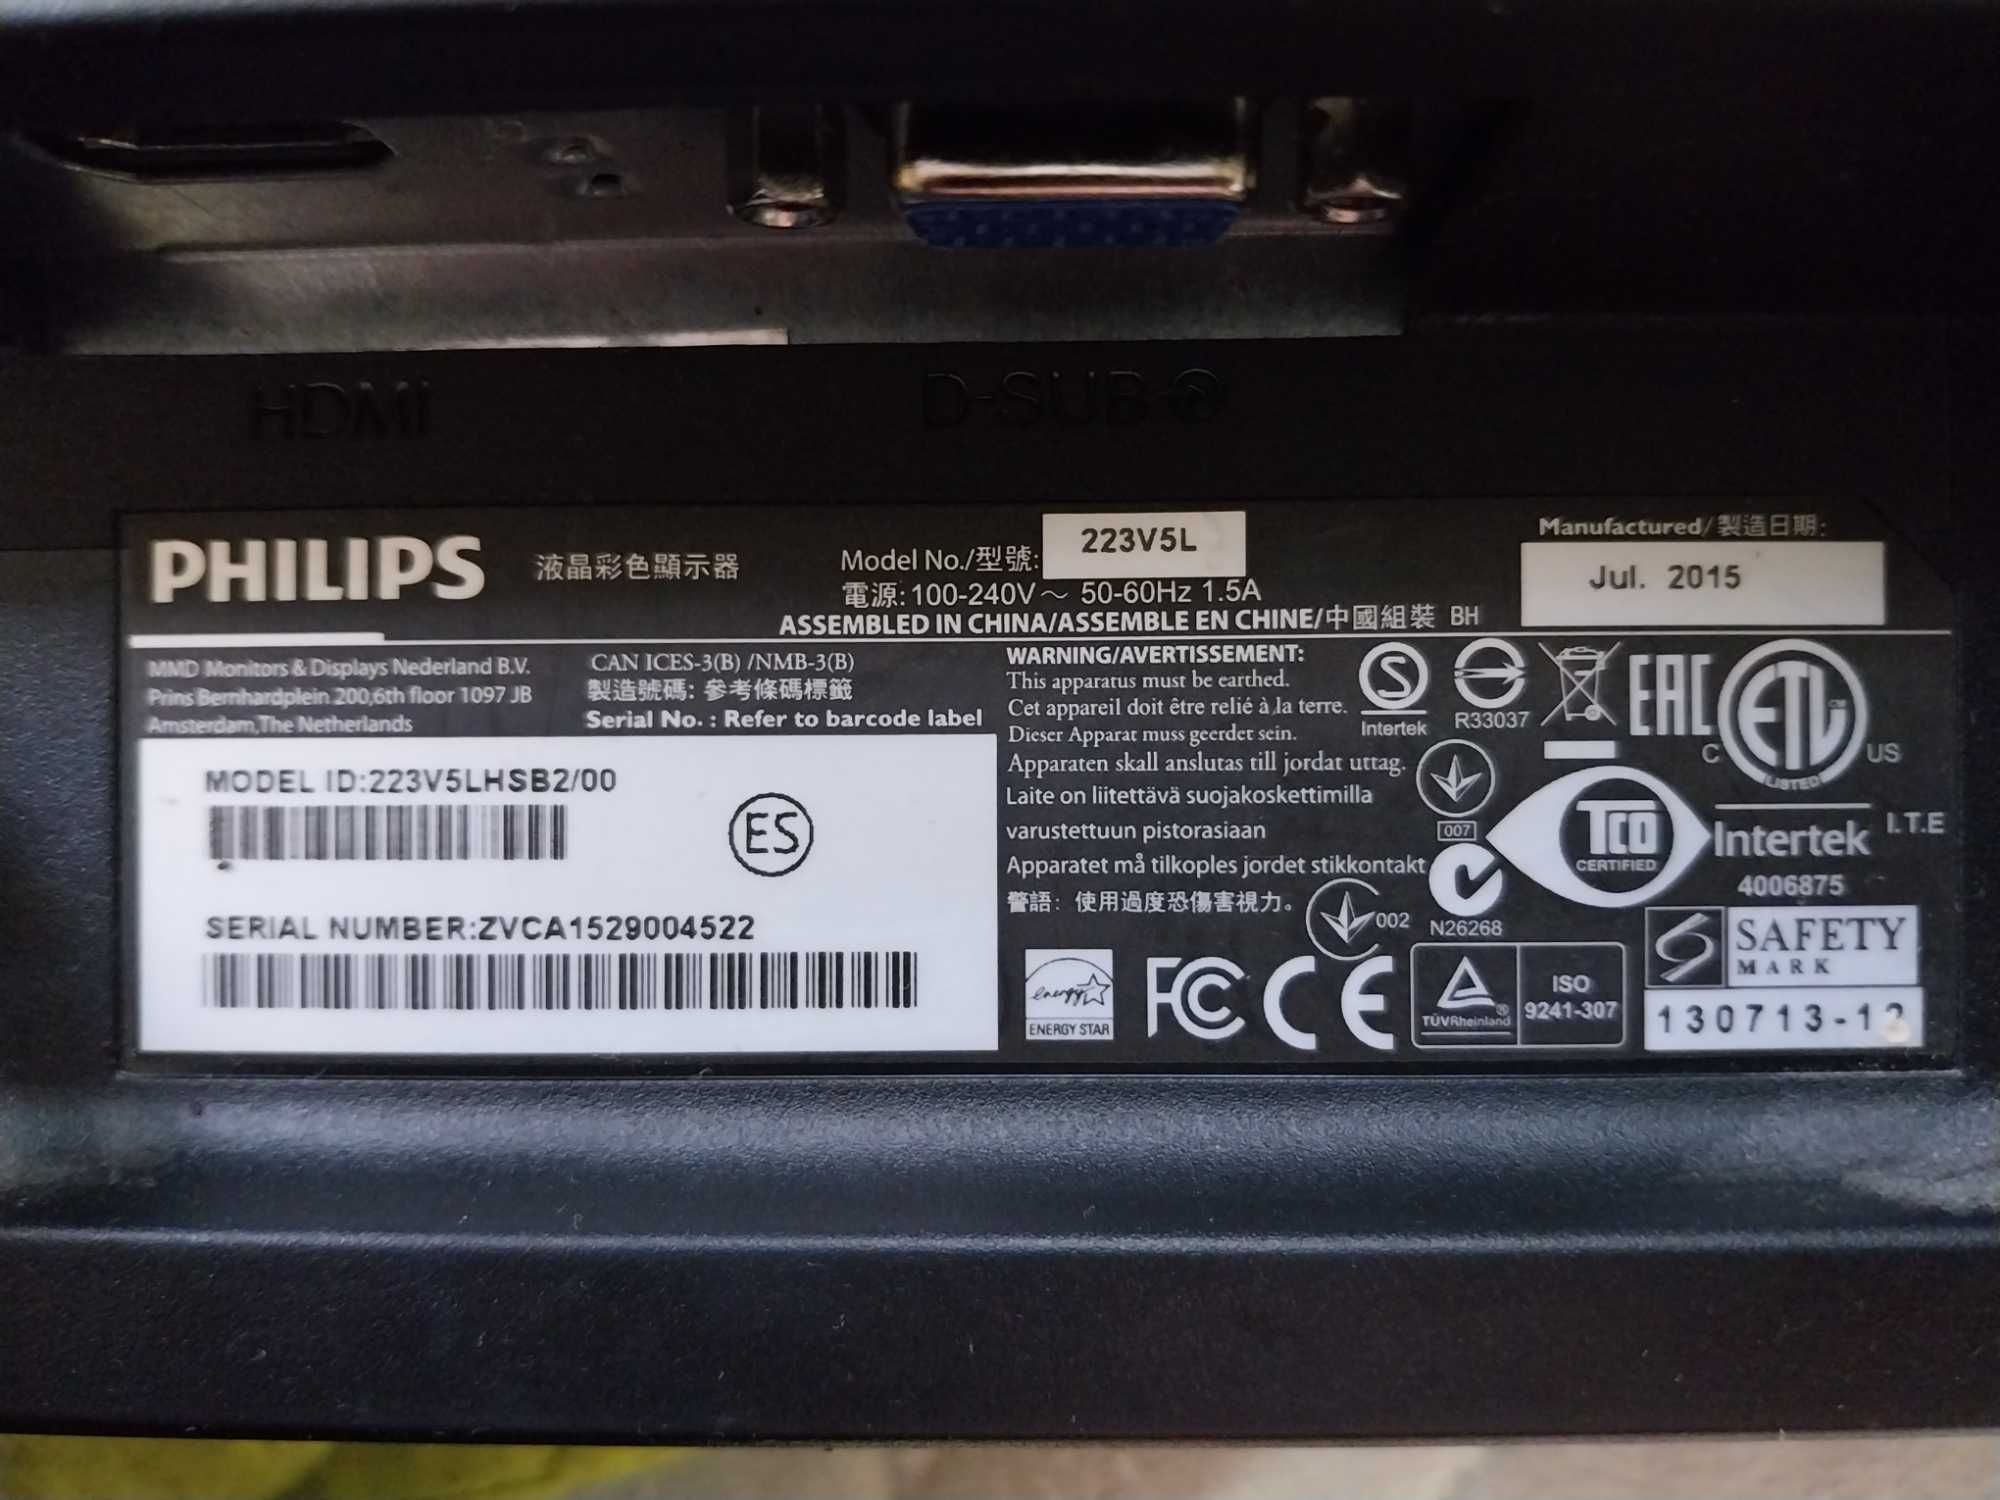 HDMI
D-SUB
PHILIPS 液晶彩色顯示器
Model No./型號: 223V5L
電源: 100-240V～ 50-60Hz 1.5A
ASSEMBLED IN CHINA/ASSEMBLE EN CHINE/中國組裝 BH
Manufactured/製造日期:
Jul. 2015
MMD Monitors & Displays Nederland B.V.
Prins Bernhardplein 200,6th floor 1097 JB
Amsterdam,The Netherlands
CAN ICES-3(B) /NMB-3(B)
製造號碼: 參考條碼標籤
Serial No. : Refer to barcode label
MODEL ID:223V5LHSB2/00
ES
SERIAL NUMBER:ZVCA1529004522
WARNING/AVERTISSEMENT:
This apparatus must be earthed.
Cet appareil doit être relié à la terre.
Dieser Apparat muss geerdet sein.
Apparaten skall anslutas till jordat uttag.
Laite on liitettävä suojakoskettimilla
varustettuun pistorasiaan
Apparatet må tilkoples jordet stikkontakt
警語: 使用過度恐傷害視力。
S
Intertek
R33037
EAC
C ETL CM US
LISTED
Intertek I.T.E
4006875
007
TCO
CERTIFIED
N26268
002
energy
ENERGY STAR
FC CE
TÜVRheinland ®
ISO
9241-307
SAFETY
MARK
130713-12